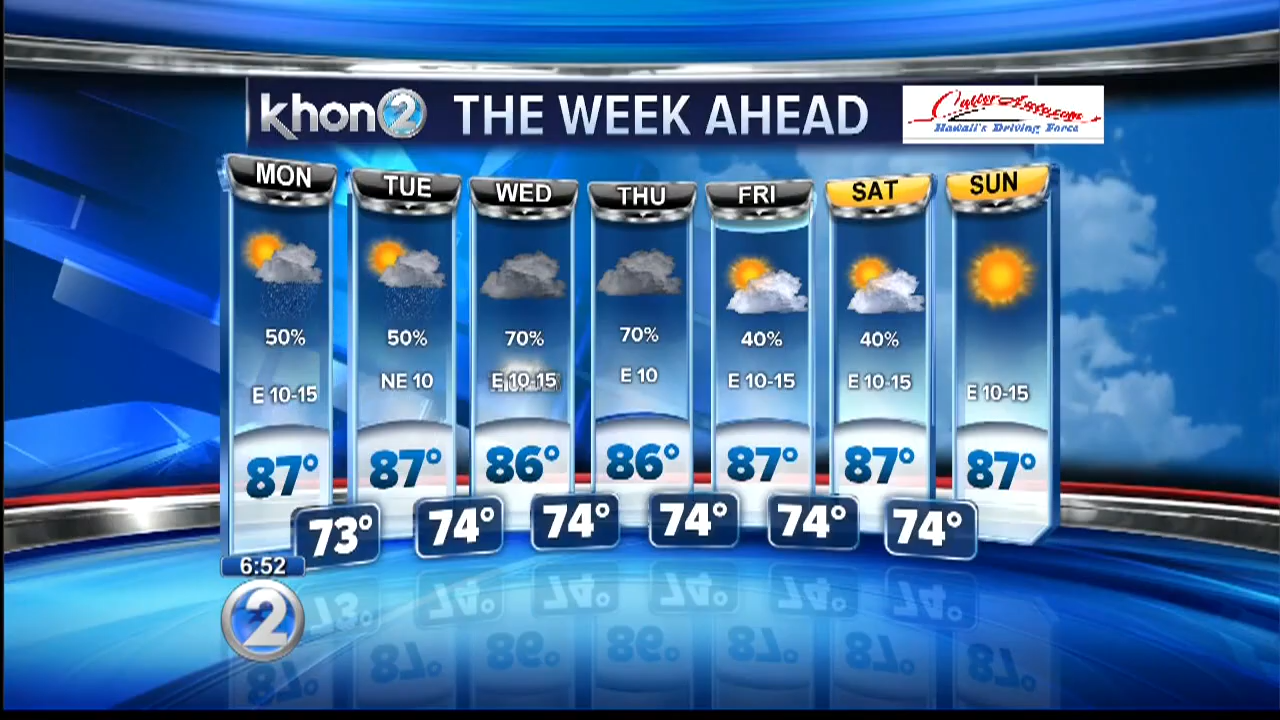 khon2 THE WEEK AHEAD CutterAuto.com
Hawaii's Driving Force
MON TUE WED THU FRI SAT SUN
50% 50% 70% 70% 40% 40%
E 10-15 NE 10 E 10-15 E 10 E 10-15 E 10-15 E 10-15
87° 87° 86° 86° 87° 87° 87°
73° 74° 74° 74° 74° 74°
6:52
2